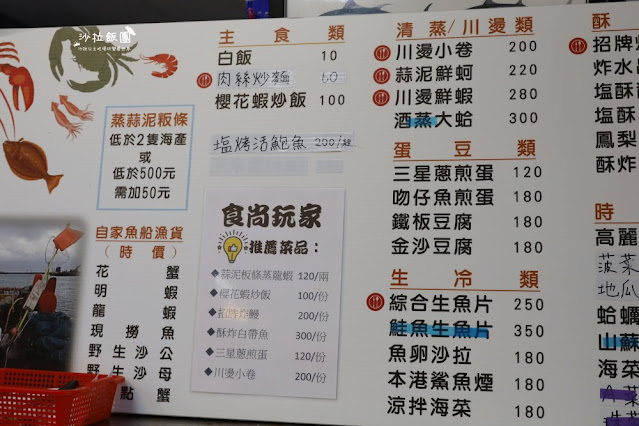 沙拉飯團
蒸蒜泥粄條
低於2隻海產
或
低於500元
需加50元
自家魚船漁貨
(時價)
花蟹
明蝦
龍蝦
現撈魚
野生沙公
野生沙母
點蟹
主食類
白飯 10
肉絲炒麵 60
櫻花蝦炒飯 100
塩烤活鮑魚 200/
食尚玩家
推薦菜品：
蒜泥板條蒸龍蝦 120/兩
櫻花蝦炒飯 100/份
200/份
酥炸白帶魚 300/份
三星蔥煎蛋 120/份
川燙小卷 200/份
清蒸/川燙類
川燙小卷 200
蒜泥鮮蚵 220
川燙鮮蝦 280
酒蒸大蛤 300
蛋豆類
三星蔥煎蛋 120
吻仔魚煎蛋 180
鐵板豆腐 180
金沙豆腐 180
生冷類
綜合生魚片 250
鮭魚生魚片 350
魚卵沙拉 180
本港鯊魚煙 180
涼拌海菜 180
酥
招牌
炸水
塩酥
塩酥
鳳梨
炸
時
高麗
菠菜
地瓜
蛤蠣
山蘇
海菜
A菜